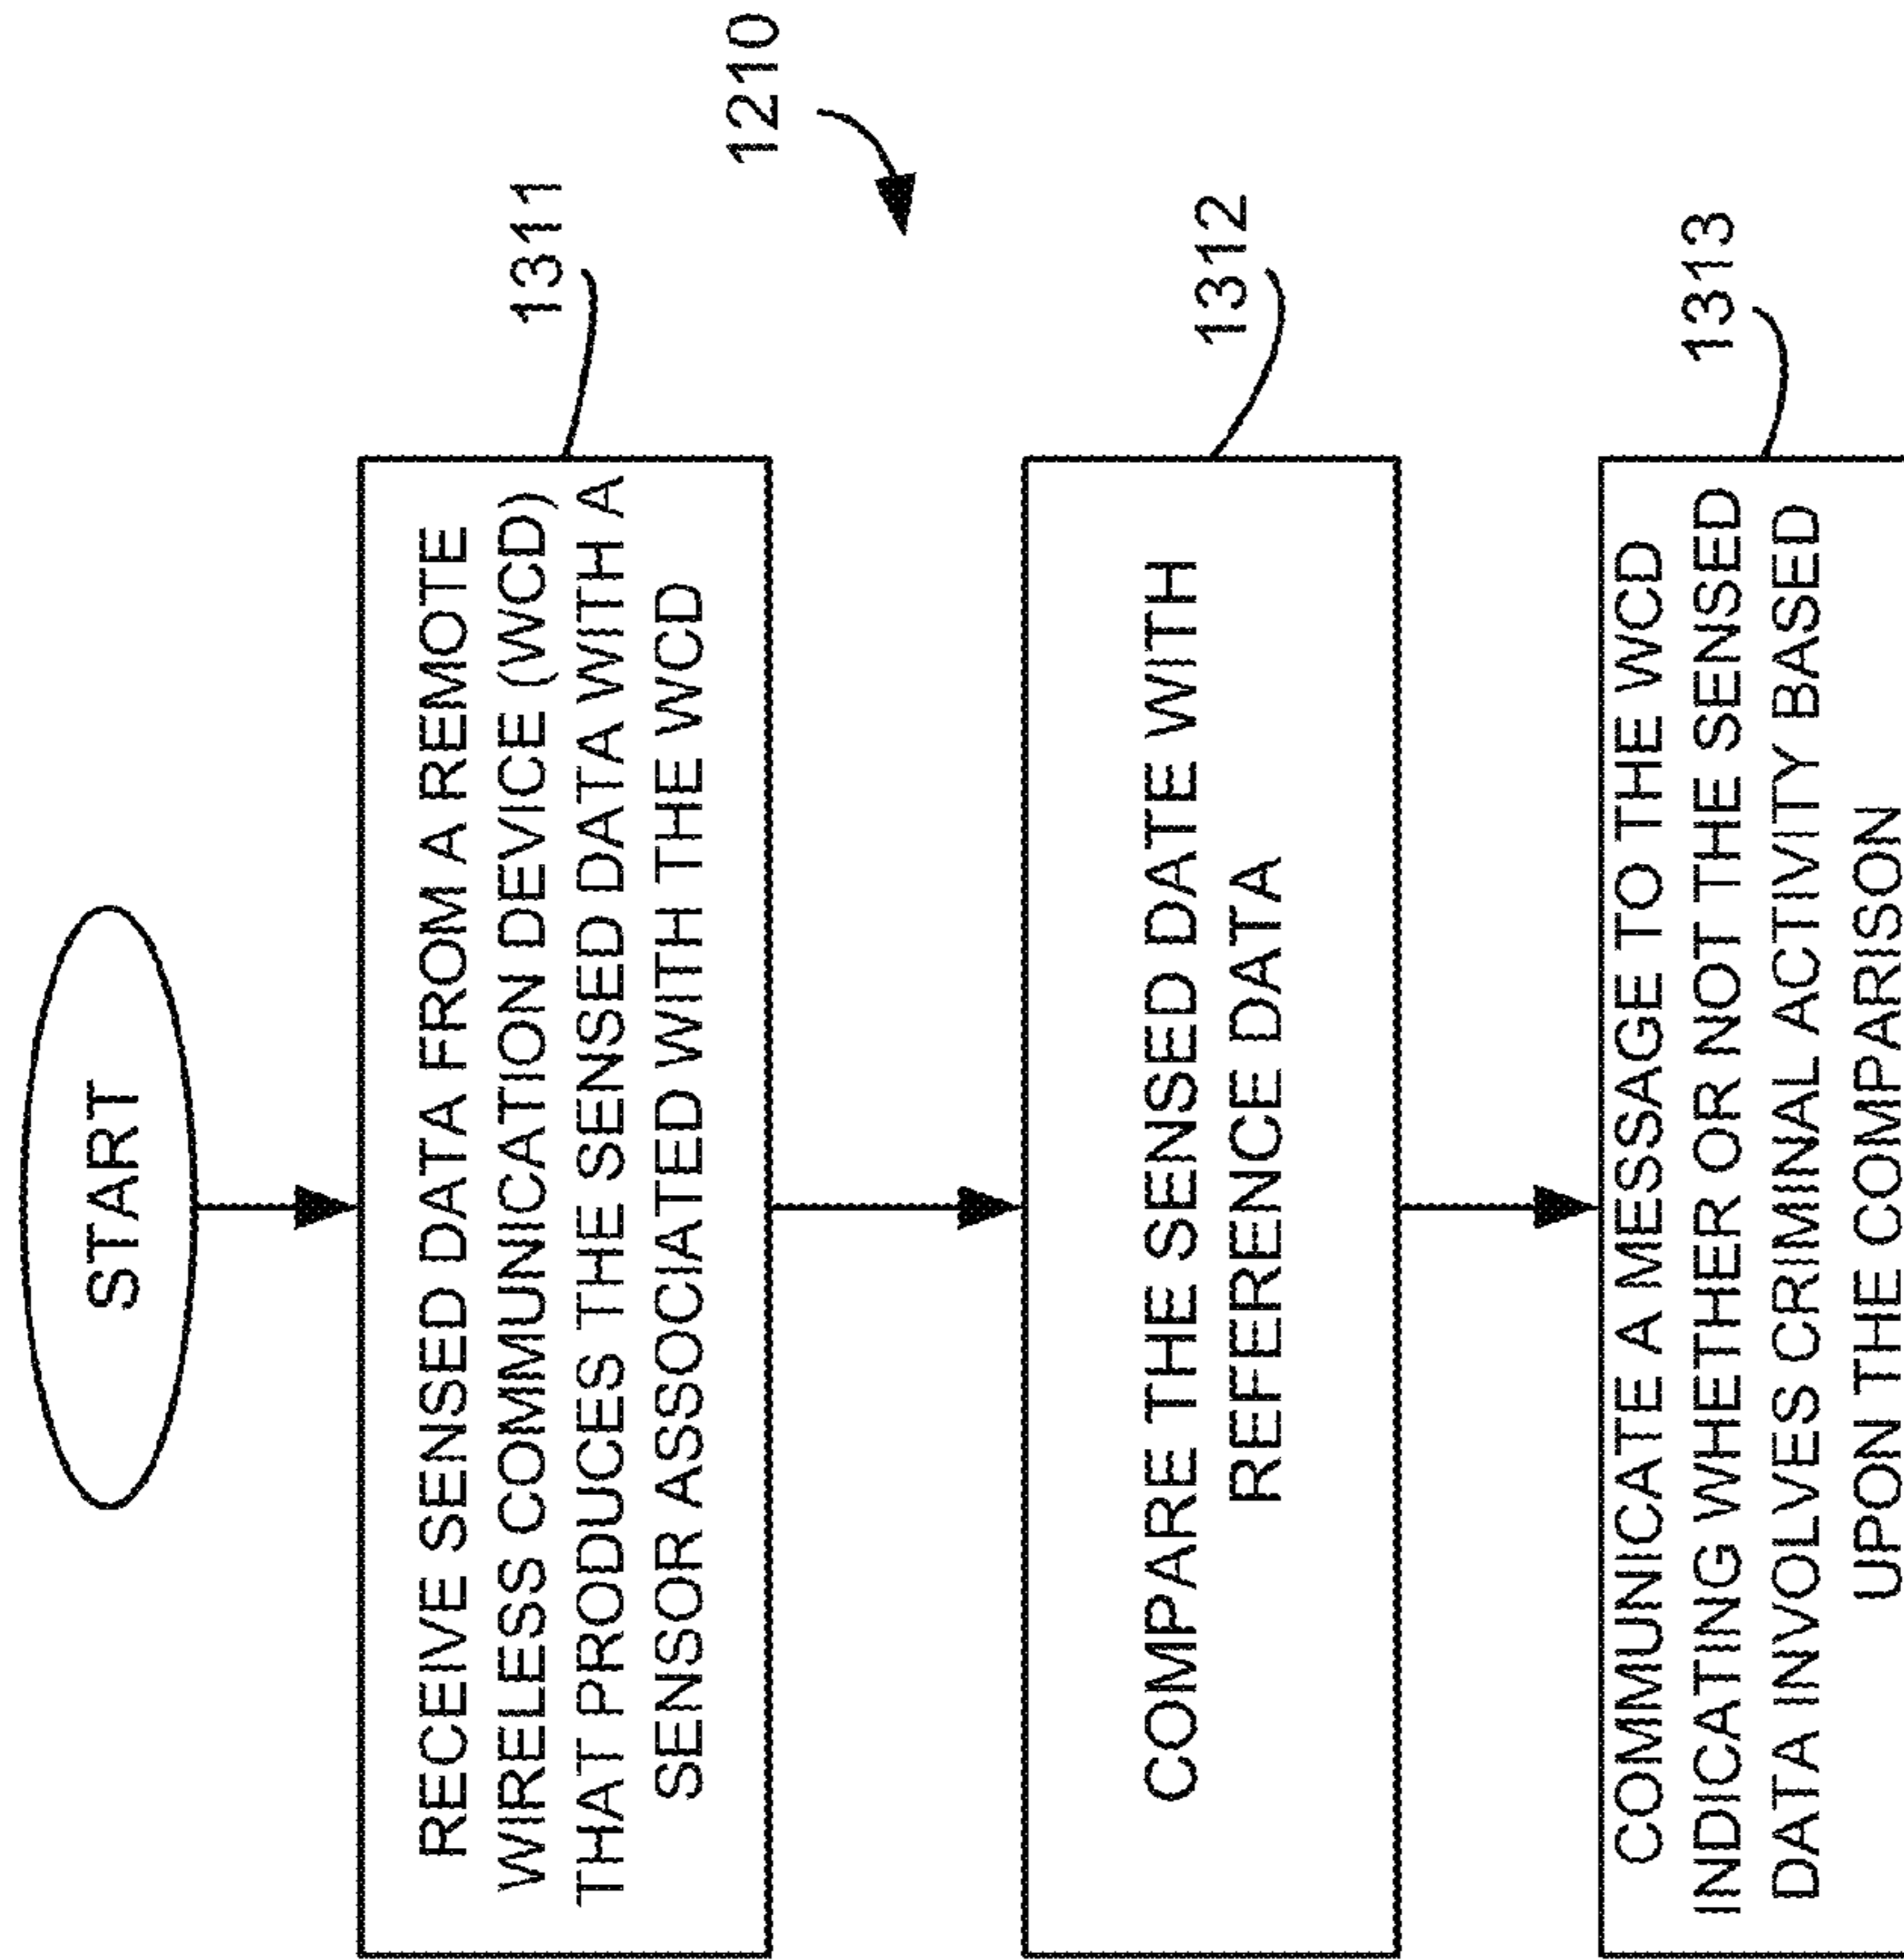 START
1210
1311
RECEIVE SENSED DATA FROM A REMOTE
WIRELESS COMMUNICATION DEVICE (WCD)
THAT PRODUCES THE SENSED DATA WITH A
SENSOR ASSOCIATED WITH THE WCD
1312
COMPARE THE SENSED DATE WITH
REFERENCE DATA
1313
COMMUNICATE A MESSAGE TO THE WCD
INDICATING WHETHER OR NOT THE SENSED
DATA INVOLVES CRIMINAL ACTIVITY BASED
UPON THE COMPARISON